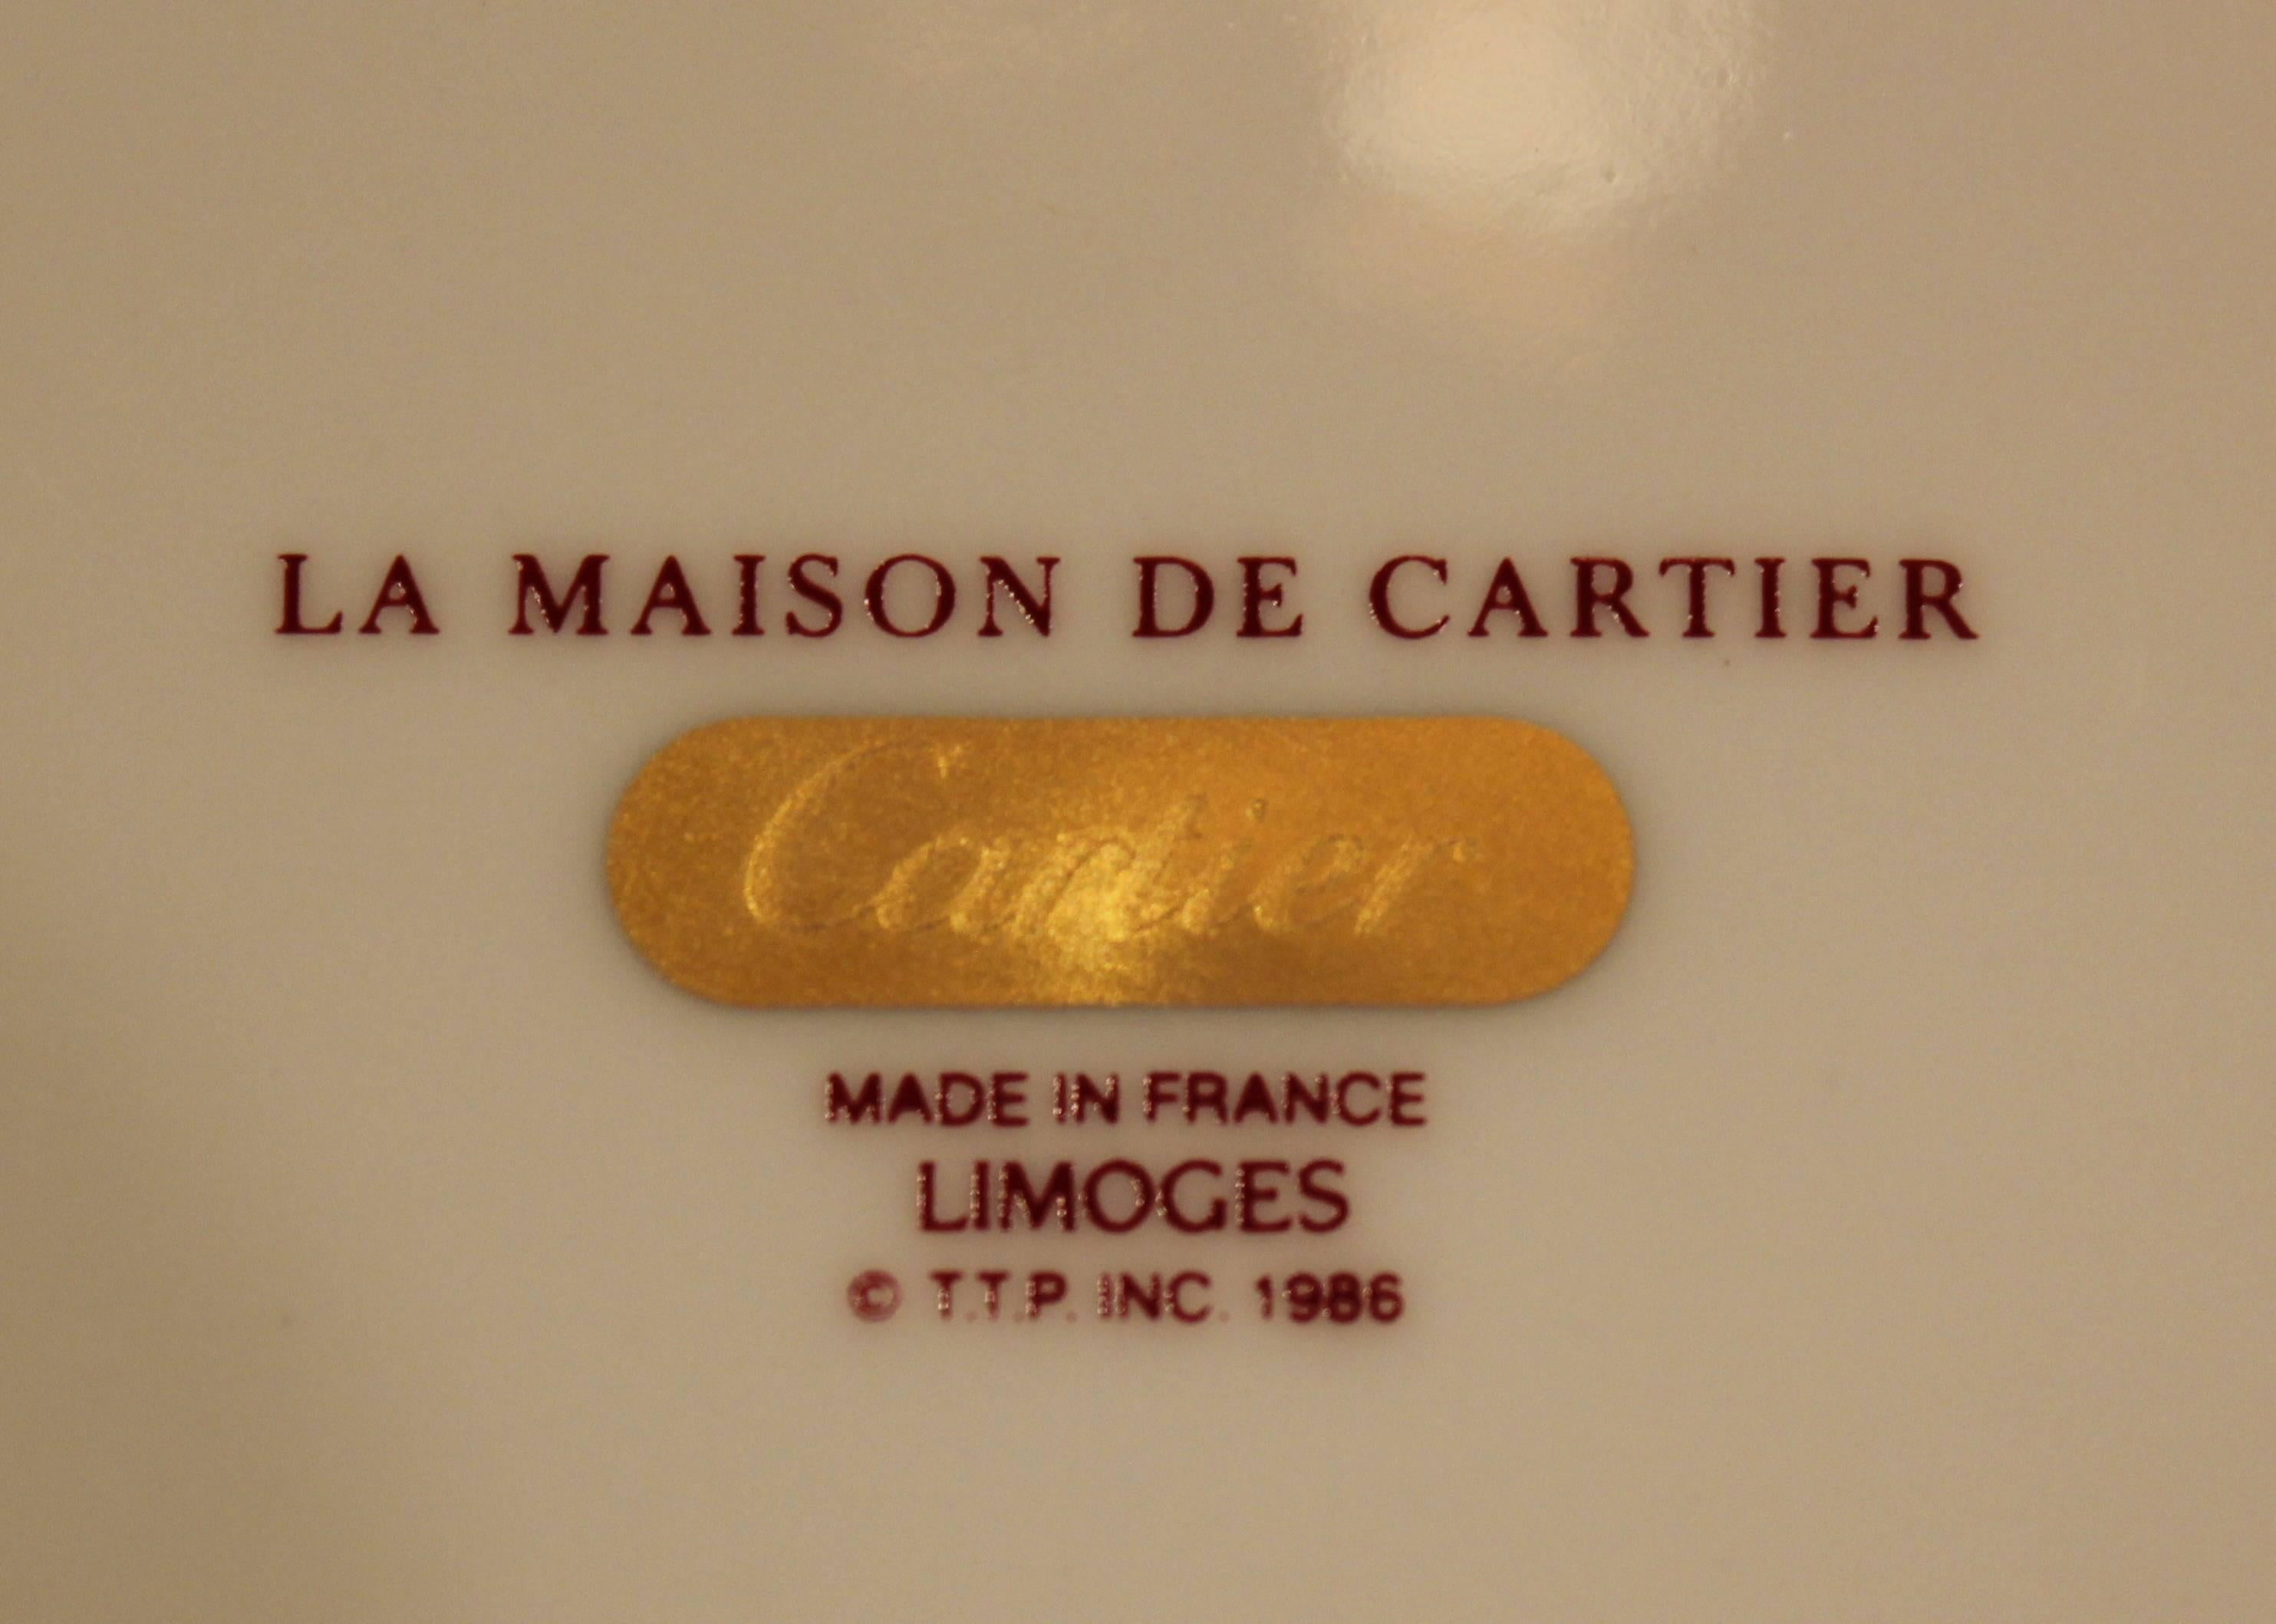 LA MAISON DE CARTIER
Cartier
MADE IN FRANCE
LIMOGES
© T.T.P. INC. 1986